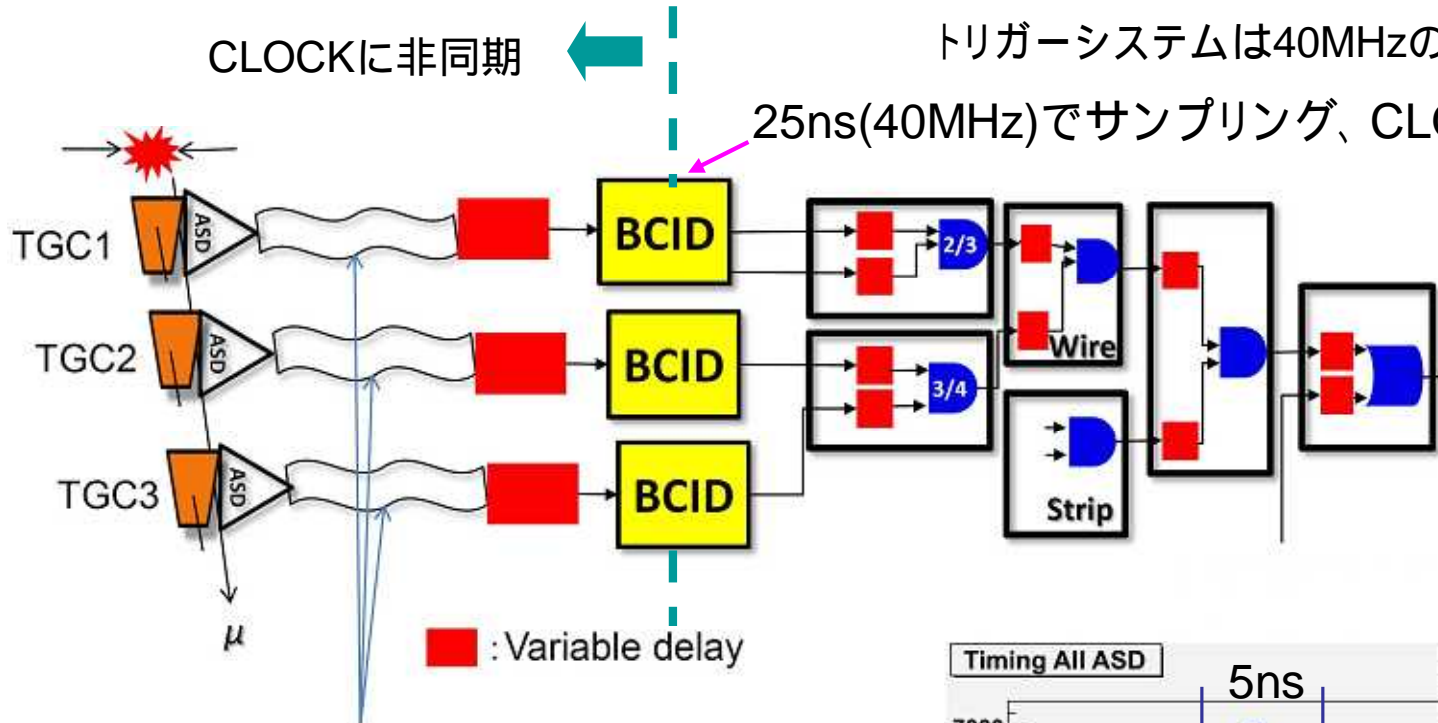 CLOCKに非同期
トリガーシステムは40MHzの
25ns(40MHz)でサンプリング、CLO
TGC1
ASD
BCID
2/3
TGC2
ASD
BCID
3/4
Wire
TGC3
ASD
BCID
Strip
μ
: Variable delay
Timing All ASD
5ns
7000